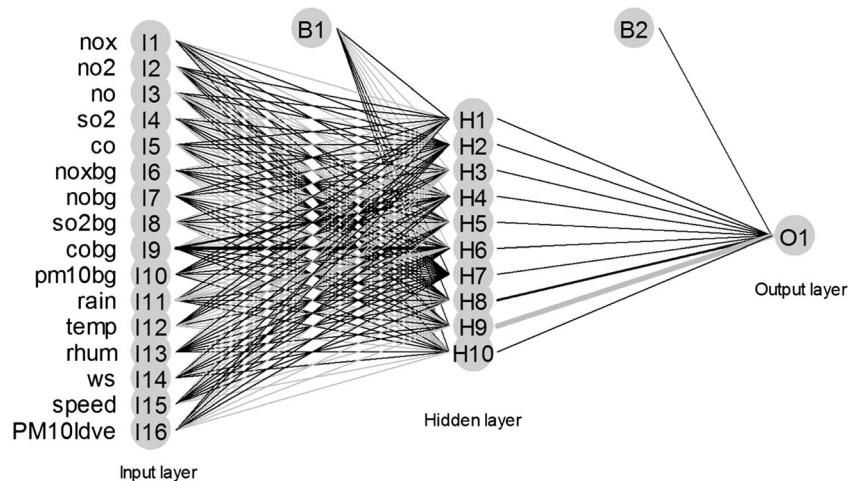 B1
B2
nox I1
no2 I2
no I3
so2 I4
co I5
noxbg I6
nobg I7
so2bg I8
cobg I9
pm10bg I10
rain I11
temp I12
rhum I13
ws I14
speed I15
PM10ldve I16
H1
H2
H3
H4
H5
H6
H7
H8
H9
H10
O1
Output layer
Hidden layer
Input layer